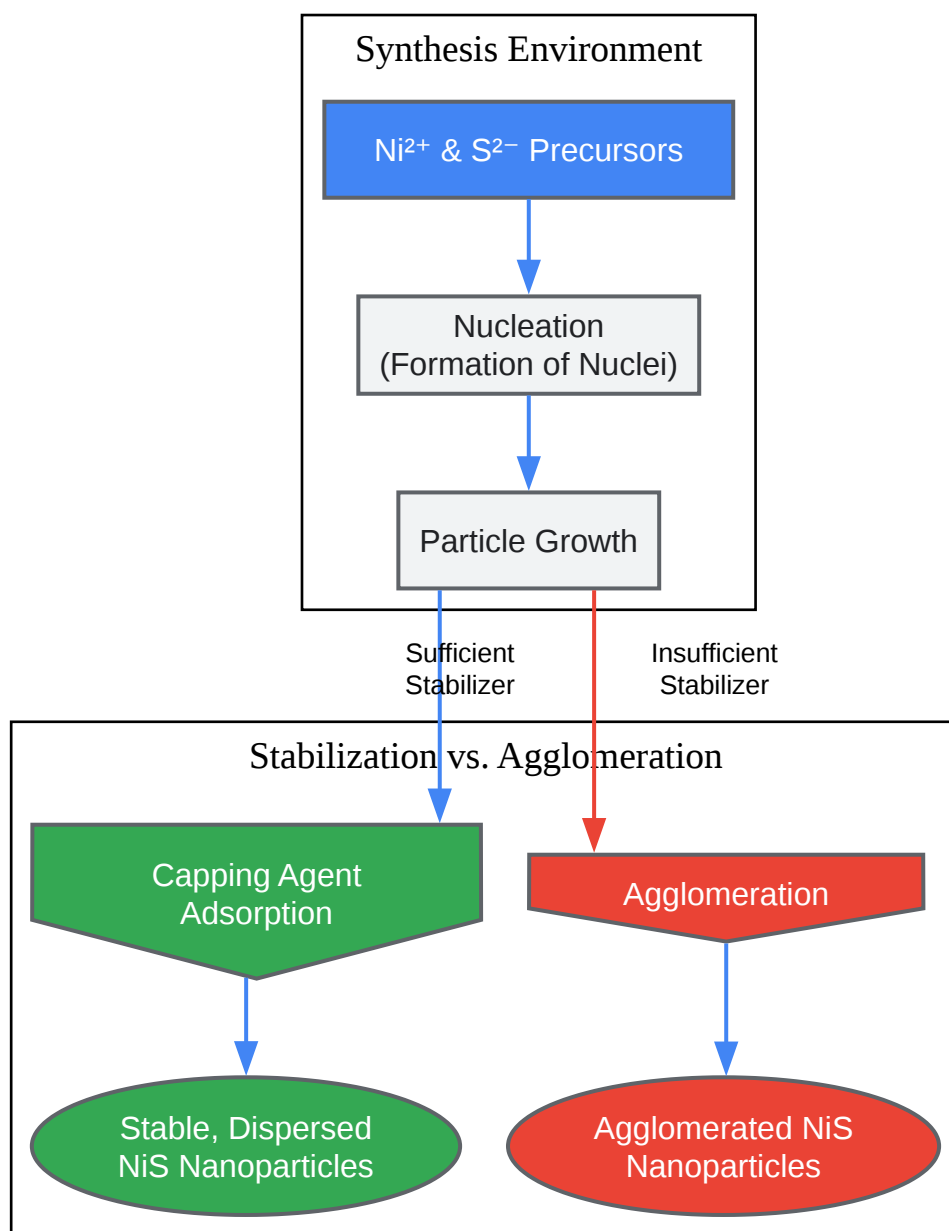 Synthesis Environment
Ni²⁺ & S²⁻ Precursors
Nucleation
(Formation of Nuclei)
Particle Growth
Sufficient
Stabilizer
Insufficient
Stabilizer
Stabilization vs. Agglomeration
Capping Agent
Adsorption
Agglomeration
Stable, Dispersed
NiS Nanoparticles
Agglomerated NiS
Nanoparticles